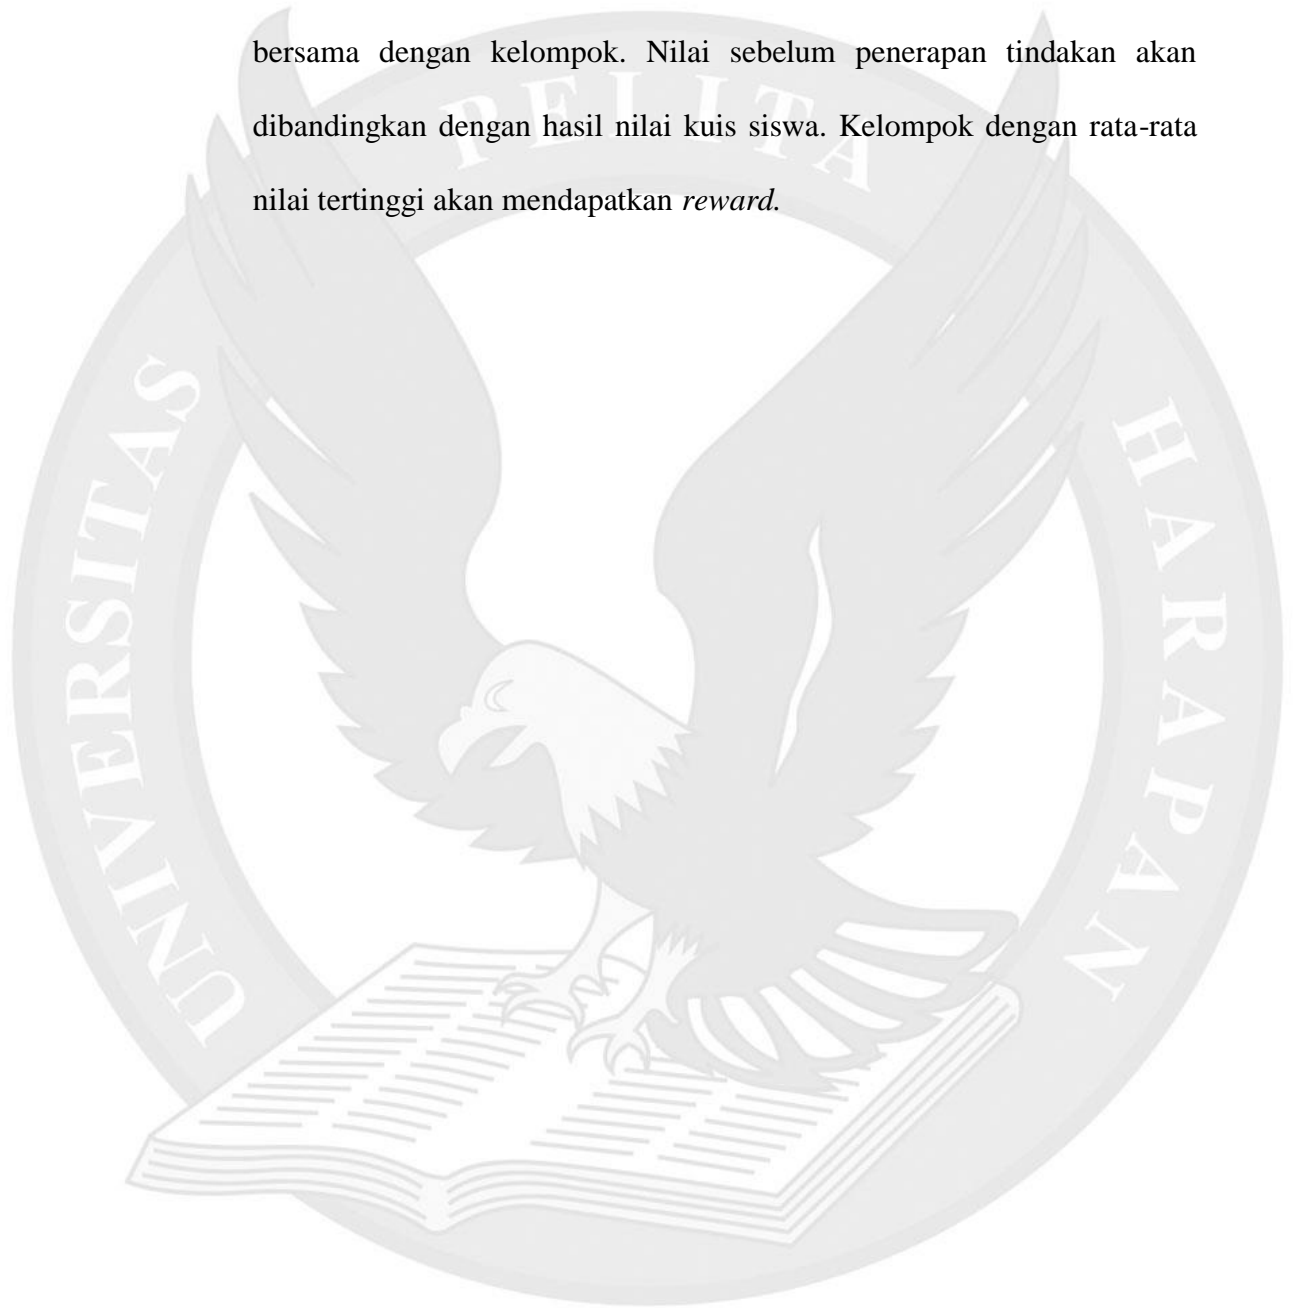 bersama dengan kelompok. Nilai sebelum penerapan tindakan akan
dibandingkan dengan hasil nilai kuis siswa. Kelompok dengan rata-rata
nilai tertinggi akan mendapatkan reward.
UNIVERSITAS PELITA HARAPAN